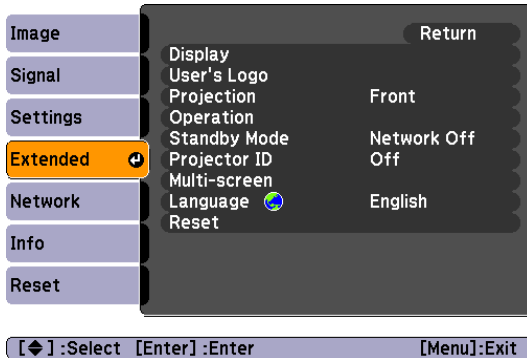 Image
Signal
Settings
Extended
Network
Info
Reset
Return
Display
User's Logo
Projection Front
Operation
Standby Mode Network Off
Projector ID Off
Multi-screen
Language English
Reset
[◆] :Select [Enter] :Enter [Menu]:Exit